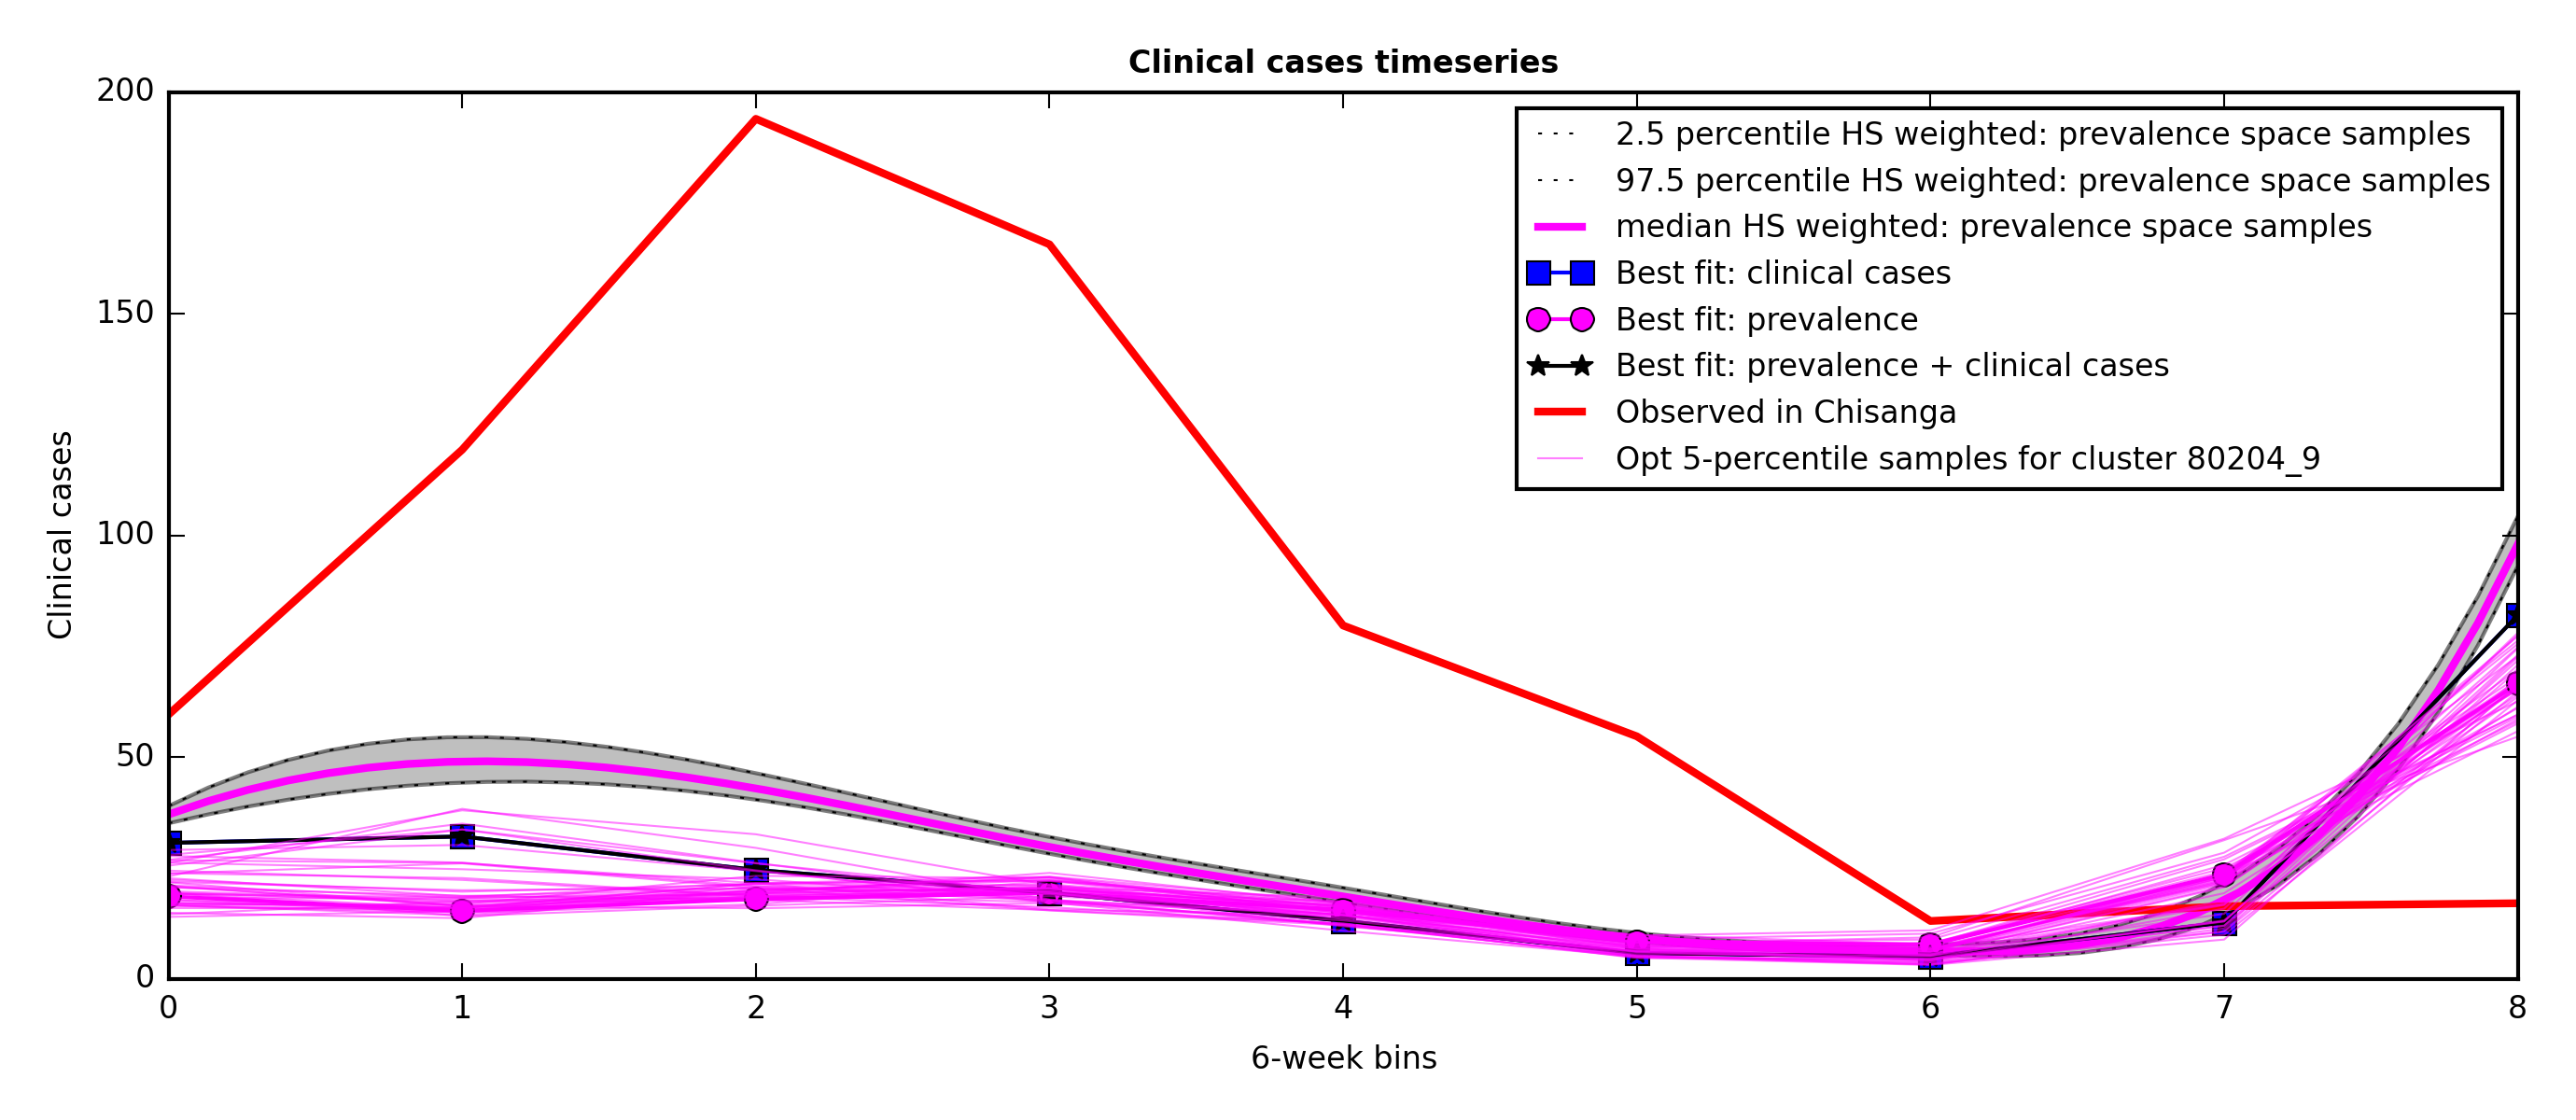 Clinical cases timeseries
200
150
100
50
0
Clinical cases
2.5 percentile HS weighted: prevalence space samples
97.5 percentile HS weighted: prevalence space samples
median HS weighted: prevalence space samples
Best fit: clinical cases
Best fit: prevalence
Best fit: prevalence + clinical cases
Observed in Chisanga
Opt 5-percentile samples for cluster 80204_9
0 1 2 3 4 5 6 7 8
6-week bins